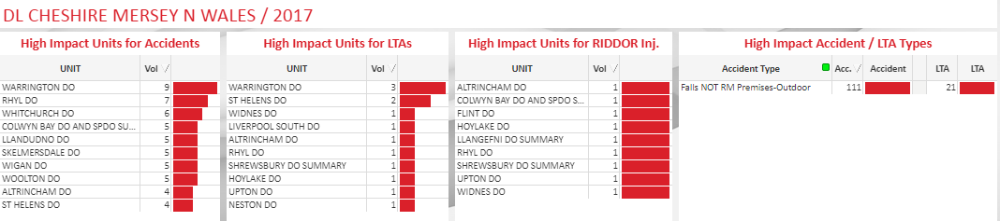 DL CHESHIRE MERSEY N WALES / 2017
High Impact Units for Accidents
UNIT Vol /
WARRINGTON DO 9
RHYL DO 7
WHITCHURCH DO 6
COLWYN BAY DO AND SPDO SU... 5
LLANDUDNO DO 5
SKELMERSDALE DO 5
WIGAN DO 5
WOOLTON DO 5
ALTRINCHAM DO 4
ST HELENS DO 4
High Impact Units for LTAs
UNIT Vol /
WARRINGTON DO 3
ST HELENS DO 2
WIDNES DO 1
LIVERPOOL SOUTH DO 1
ALTRINCHAM DO 1
RHYL DO 1
SHREWSBURY DO SUMMARY 1
HOYLAKE DO 1
UPTON DO 1
NESTON DO 1
High Impact Units for RIDDOR Inj.
UNIT Vol /
ALTRINCHAM DO 1
COLWYN BAY DO AND SPDO S... 1
FLINT DO 1
HOYLAKE DO 1
LLANGEFNI DO SUMMARY 1
RHYL DO 1
SHREWSBURY DO SUMMARY 1
UPTON DO 1
WIDNES DO 1
High Impact Accident / LTA Types
Accident Type Acc. / Accident LTA LTA
Falls NOT RM Premises-Outdoor 111 21